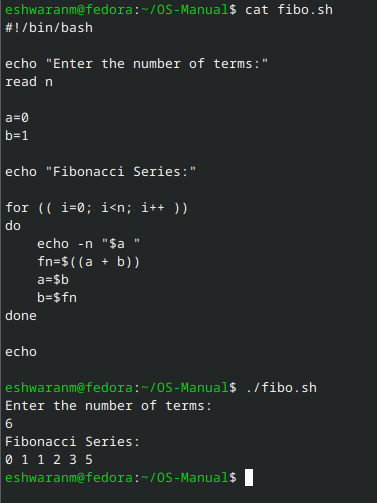 eshwaranm@fedora:~/OS-Manual$ cat fibo.sh
#!/bin/bash

echo "Enter the number of terms:"
read n

a=0
b=1

echo "Fibonacci Series:"

for (( i=0; i<n; i++ ))
do
    echo -n "$a "
    fn=$((a + b))
    a=$b
    b=$fn
done

echo

eshwaranm@fedora:~/OS-Manual$ ./fibo.sh
Enter the number of terms:
6
Fibonacci Series:
0 1 1 2 3 5
eshwaranm@fedora:~/OS-Manual$